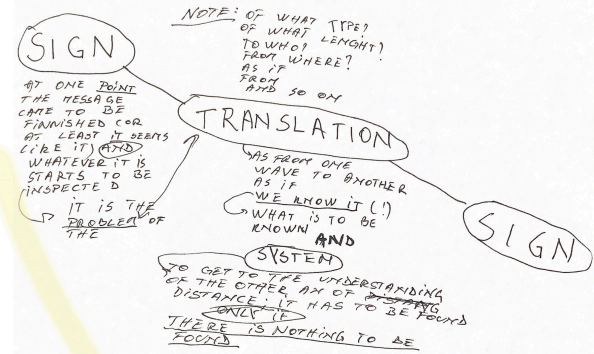 NOTE: OF WHAT TYPE?
OF WHAT LENGHT?
TO WHO?
FROM WHERE?
AS IF
FROM
AND SO ON
SIGN
AT ONE POINT
THE MESSAGE
CAME TO BE
FINNISHED (OR
AT LEAST IT SEEMS
LIKE IT) AND
WHATEVER IT IS
STARTS TO BE
INSPECTED
IT IS THE
PROBLEM OF
THE
TRANSLATION
AS FROM ONE
WAVE TO ANOTHER
AS IF
WE KNOW IT (!)
WHAT IS TO BE
KNOWN AND
SIGN
SYSTEM
TO GET TO THE UNDERSTANDING
OF THE OTHER AN OF DISTANG
DISTANCE: IT HAS TO BE FOUND
ONLY IF
THERE IS NOTHING TO BE
FOUND